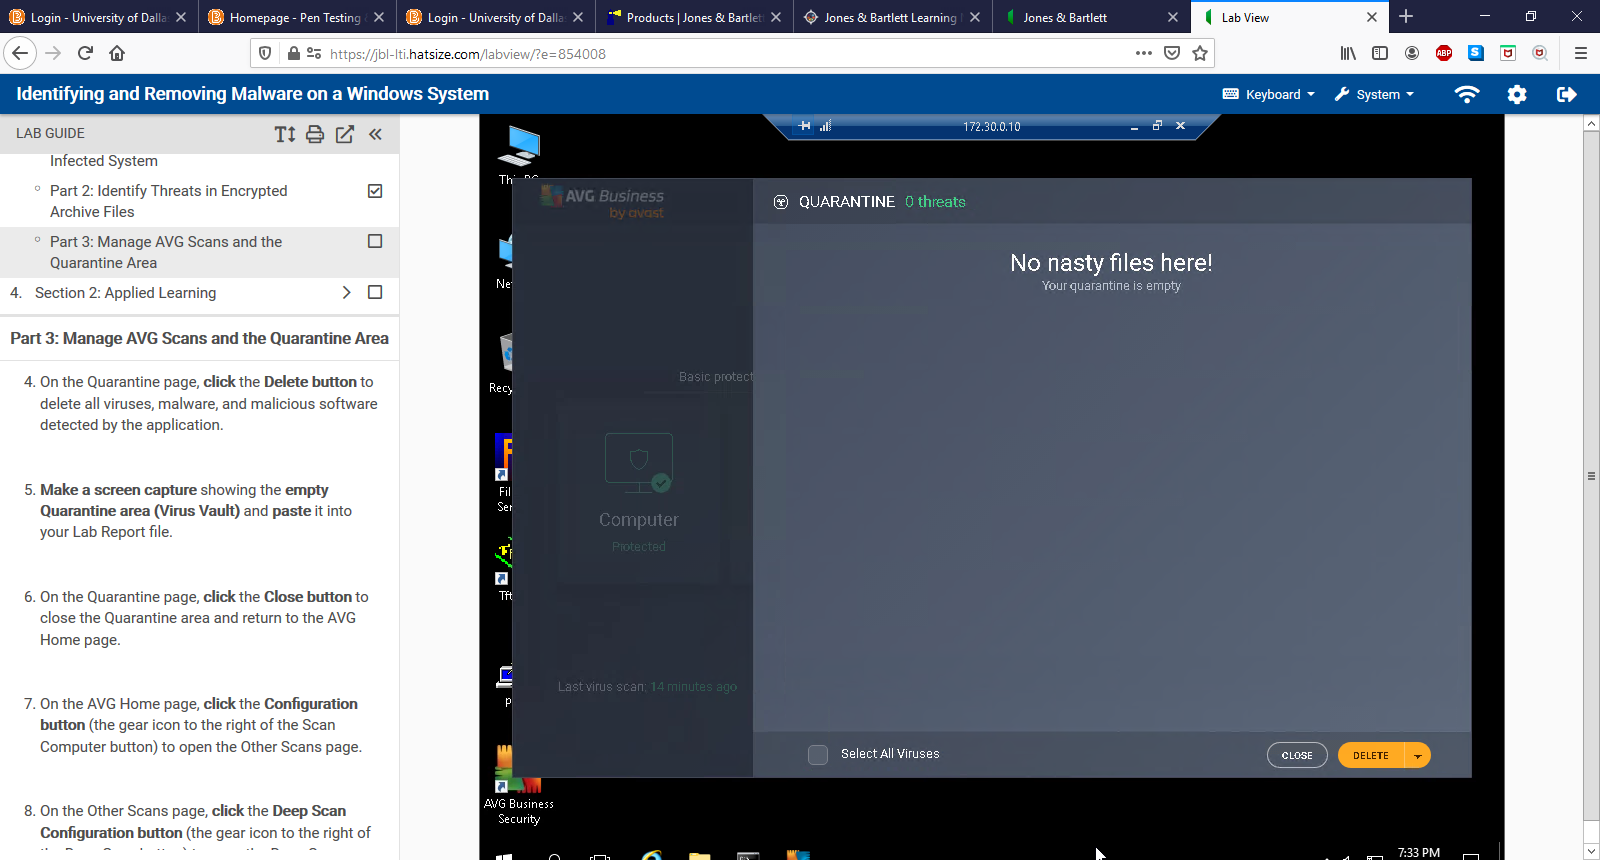 Login - University of Dalla
Homepage - Pen Testing &
Login - University of Dalla
Products | Jones & Bartlett
Jones & Bartlett Learning
Jones & Bartlett
Lab View
https://jbl-lti.hatsize.com/labview/?e=854008
ABP
S
Identifying and Removing Malware on a Windows System
Keyboard
System
LAB GUIDE
Infected System
Part 2: Identify Threats in Encrypted
Archive Files
Part 3: Manage AVG Scans and the
Quarantine Area
4. Section 2: Applied Learning
Part 3: Manage AVG Scans and the Quarantine Area
4. On the Quarantine page, click the Delete button to
delete all viruses, malware, and malicious software
detected by the application.
5. Make a screen capture showing the empty
Quarantine area (Virus Vault) and paste it into
your Lab Report file.
6. On the Quarantine page, click the Close button to
close the Quarantine area and return to the AVG
Home page.
7. On the AVG Home page, click the Configuration
button (the gear icon to the right of the Scan
Computer button) to open the Other Scans page.
8. On the Other Scans page, click the Deep Scan
Configuration button (the gear icon to the right of
172.30.0.10
Ne
Recy
Fil
Ser
Tft
p
AVG Business
Security
AVG Business
by avast
Basic protect
Computer
Protected
Last virus scan: 14 minutes ago
QUARANTINE 0 threats
No nasty files here!
Your quarantine is empty
Select All Viruses
CLOSE
DELETE
7:33 PM